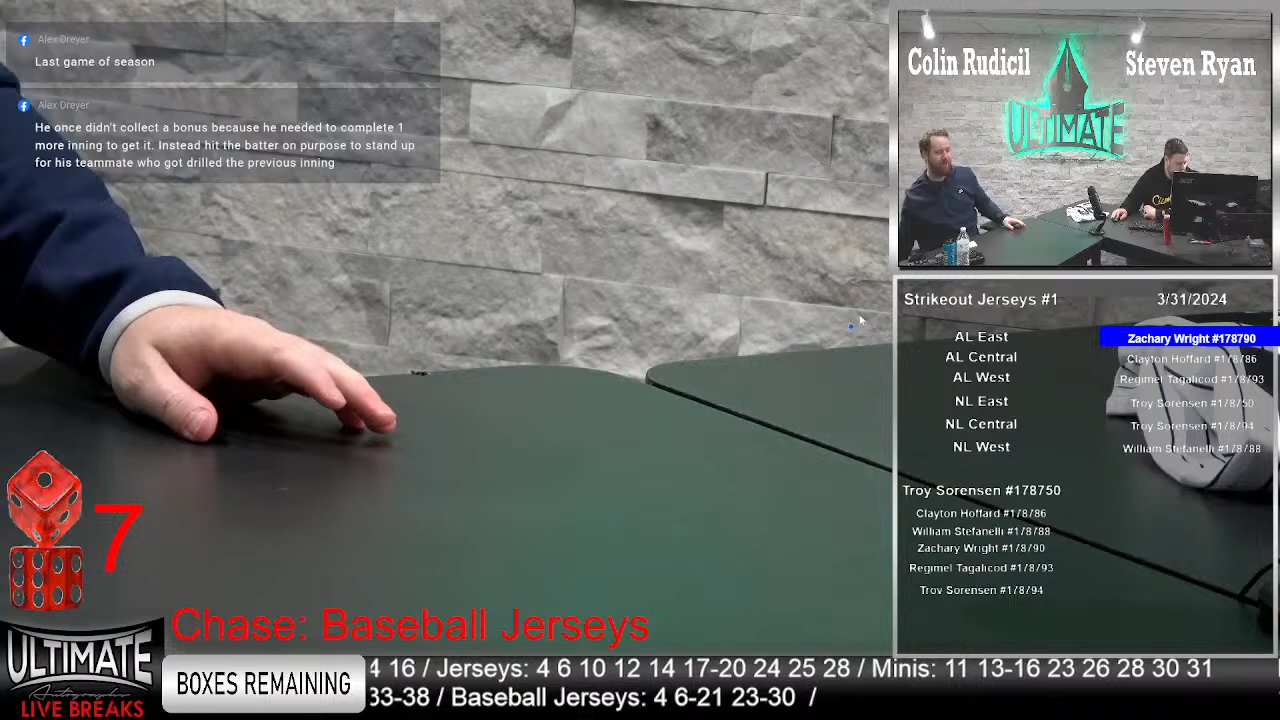 Alex Dreyer
Last game of season
Alex Dreyer
He once didn't collect a bonus because he needed to complete 1
more inning to get it. Instead hit the batter on purpose to stand up
for his teammate who got drilled the previous inning
Colin Rudicil
Steven Ryan
ULTIMATE
acer
Strikeout Jerseys #1
3/31/2024
AL East
Zachary Wright #178790
AL Central
Clayton Hoffard #178786
AL West
Regimel Tagalicod #178793
NL East
Troy Sorensen #178750
NL Central
Troy Sorensen #178794
NL West
William Stefanelli #178788
Troy Sorensen #178750
Clayton Hoffard #178786
William Stefanelli #178788
Zachary Wright #178790
Regimel Tagalicod #178793
Troy Sorensen #178794
7
Chase: Baseball Jerseys
ULTIMATE
Autographs
LIVE BREAKS
BOXES REMAINING
4 16 / Jerseys: 4 6 10 12 14 17-20 24 25 28 / Minis: 11 13-16 23 26 28 30 31
33-38 / Baseball Jerseys: 4 6-21 23-30 /